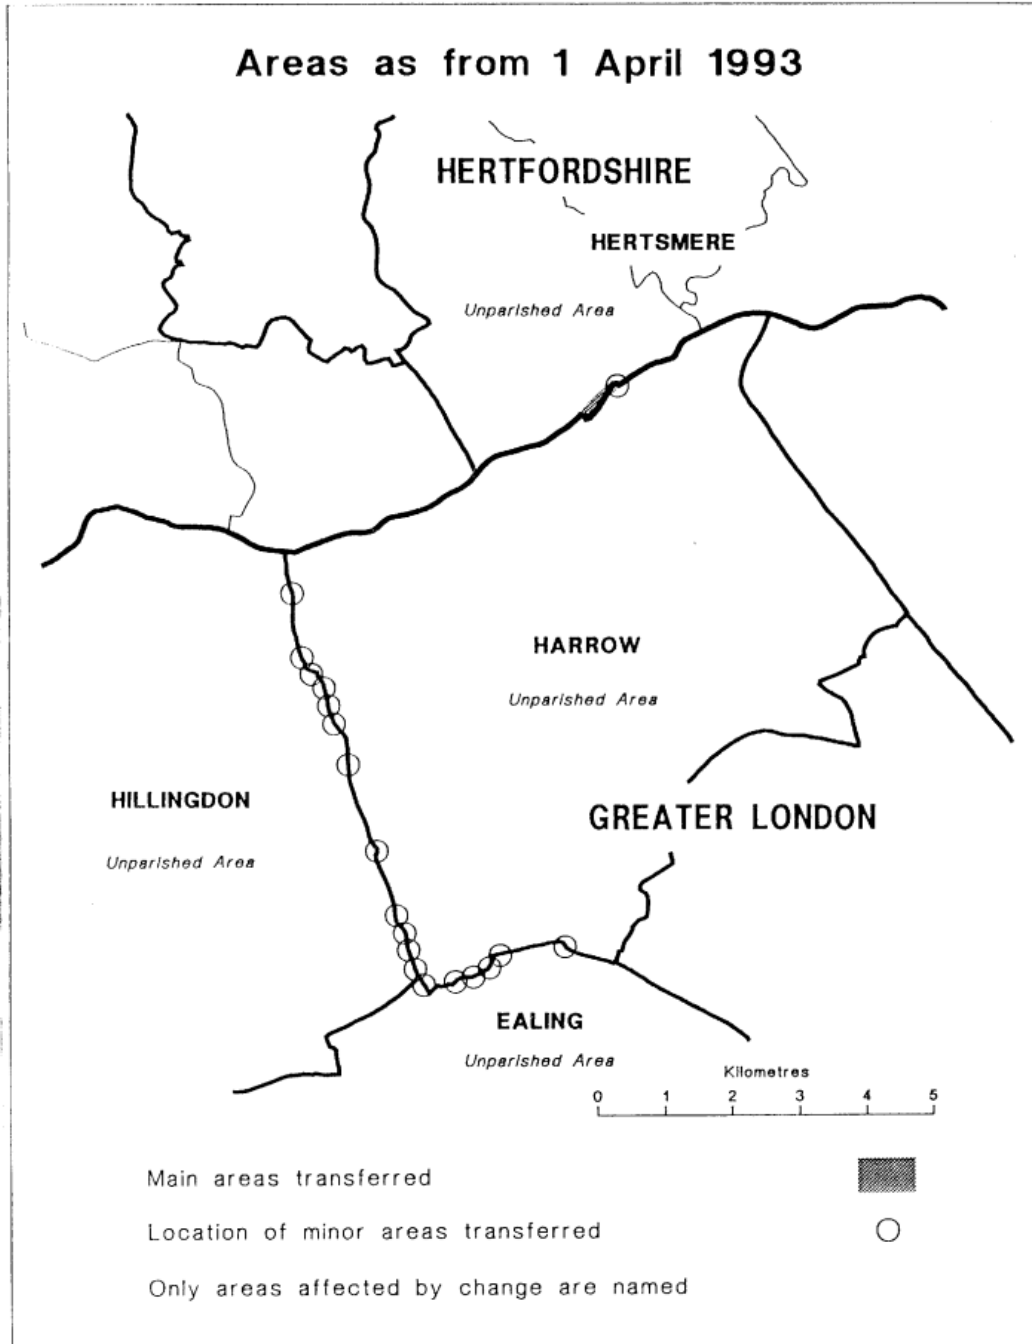 Areas as from 1 April 1993
HERTFORDSHIRE
HERTSMERE
Unparished Area
HARROW
Unparished Area
HILLINGDON
Unparished Area
GREATER LONDON
EALING
Unparished Area
Kilometres
0 1 2 3 4 5
Main areas transferred
Location of minor areas transferred
Only areas affected by change are named